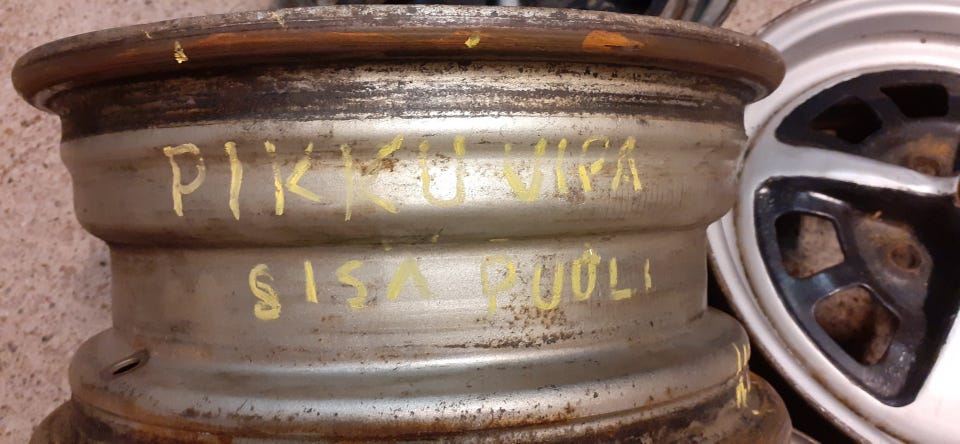 PIKKU VIPA
SISÄ PUOLI